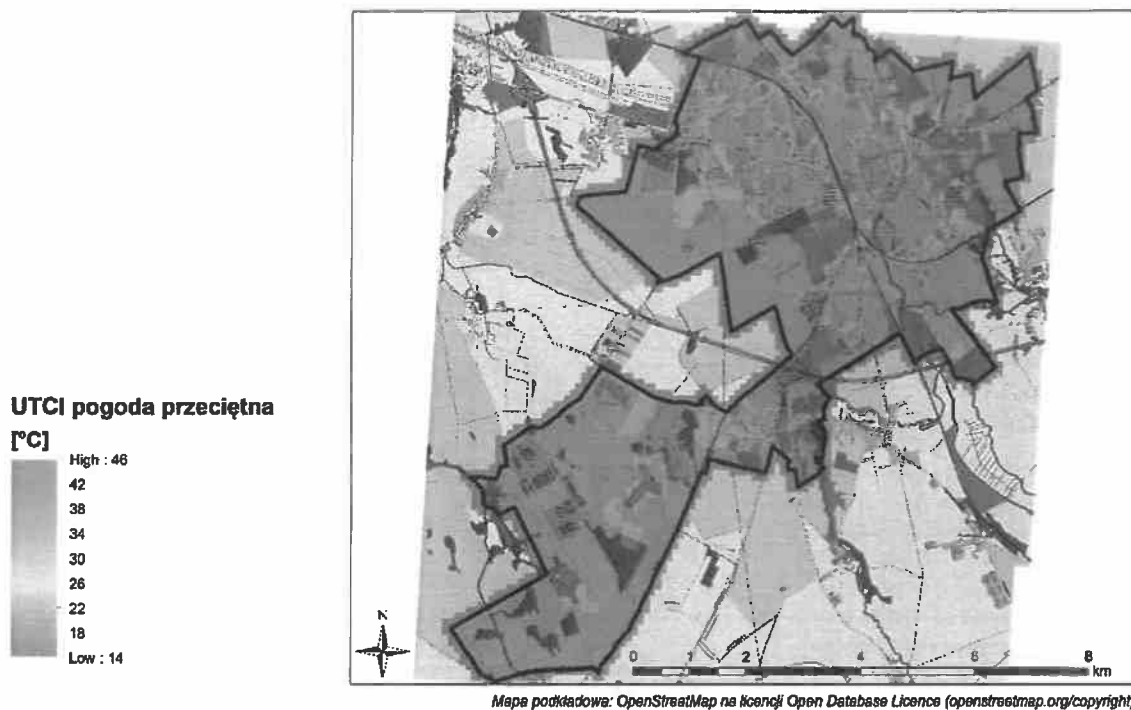 UTCI pogoda przeciętna
[°C]
High : 46
42
38
34
30
26
22
18
Low : 14
N
0 1 2 4 6 8
km
Mapa podkładowa: OpenStreetMap na licencji Open Database Licence (openstreetmap.org/copyright)